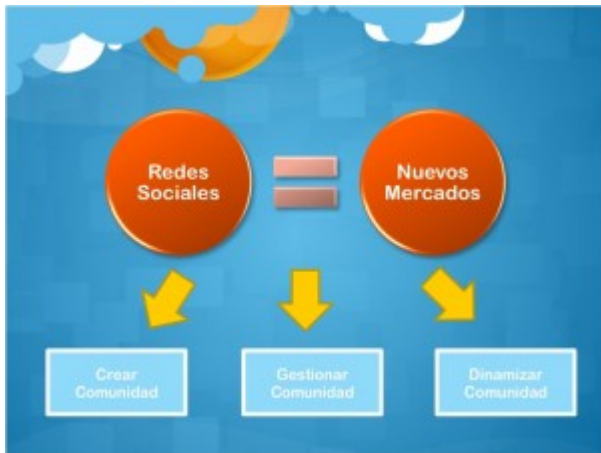 Redes
Sociales
Nuevos
Mercados
Crear
Comunidad
Gestionar
Comunidad
Dinamizar
Comunidad